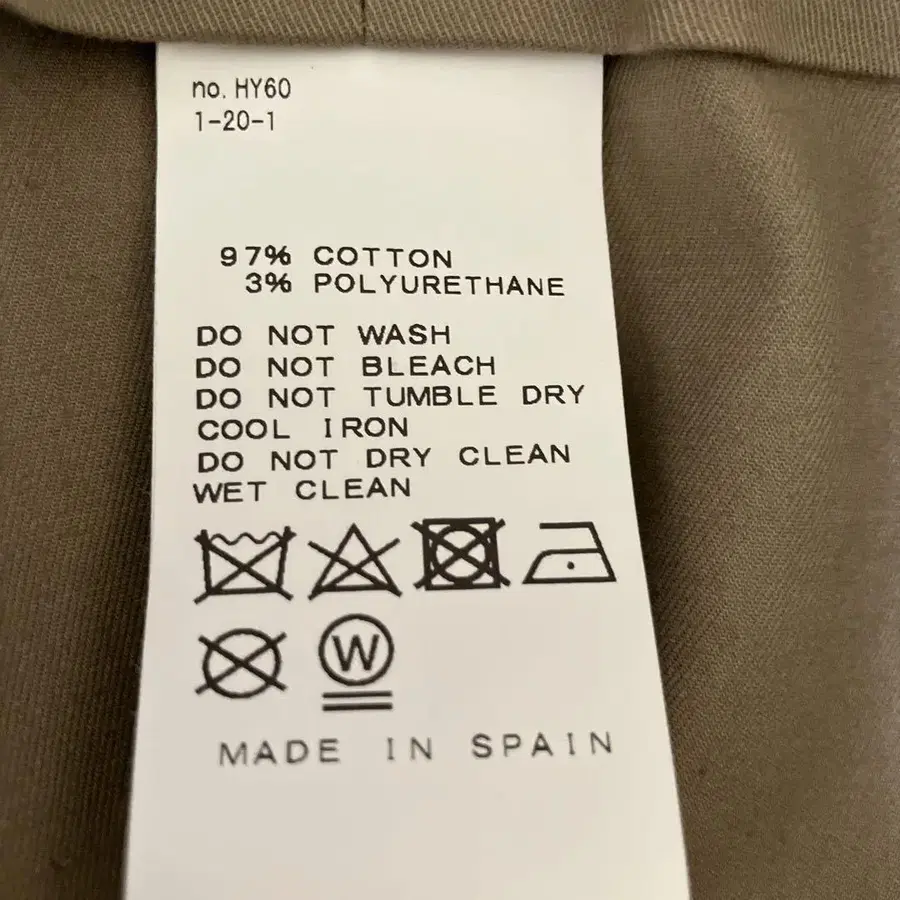 no. HY60
1-20-1
97% COTTON
3% POLYURETHANE
DO NOT WASH
DO NOT BLEACH
DO NOT TUMBLE DRY
COOL IRON
DO NOT DRY CLEAN
WET CLEAN
W
MADE IN SPAIN